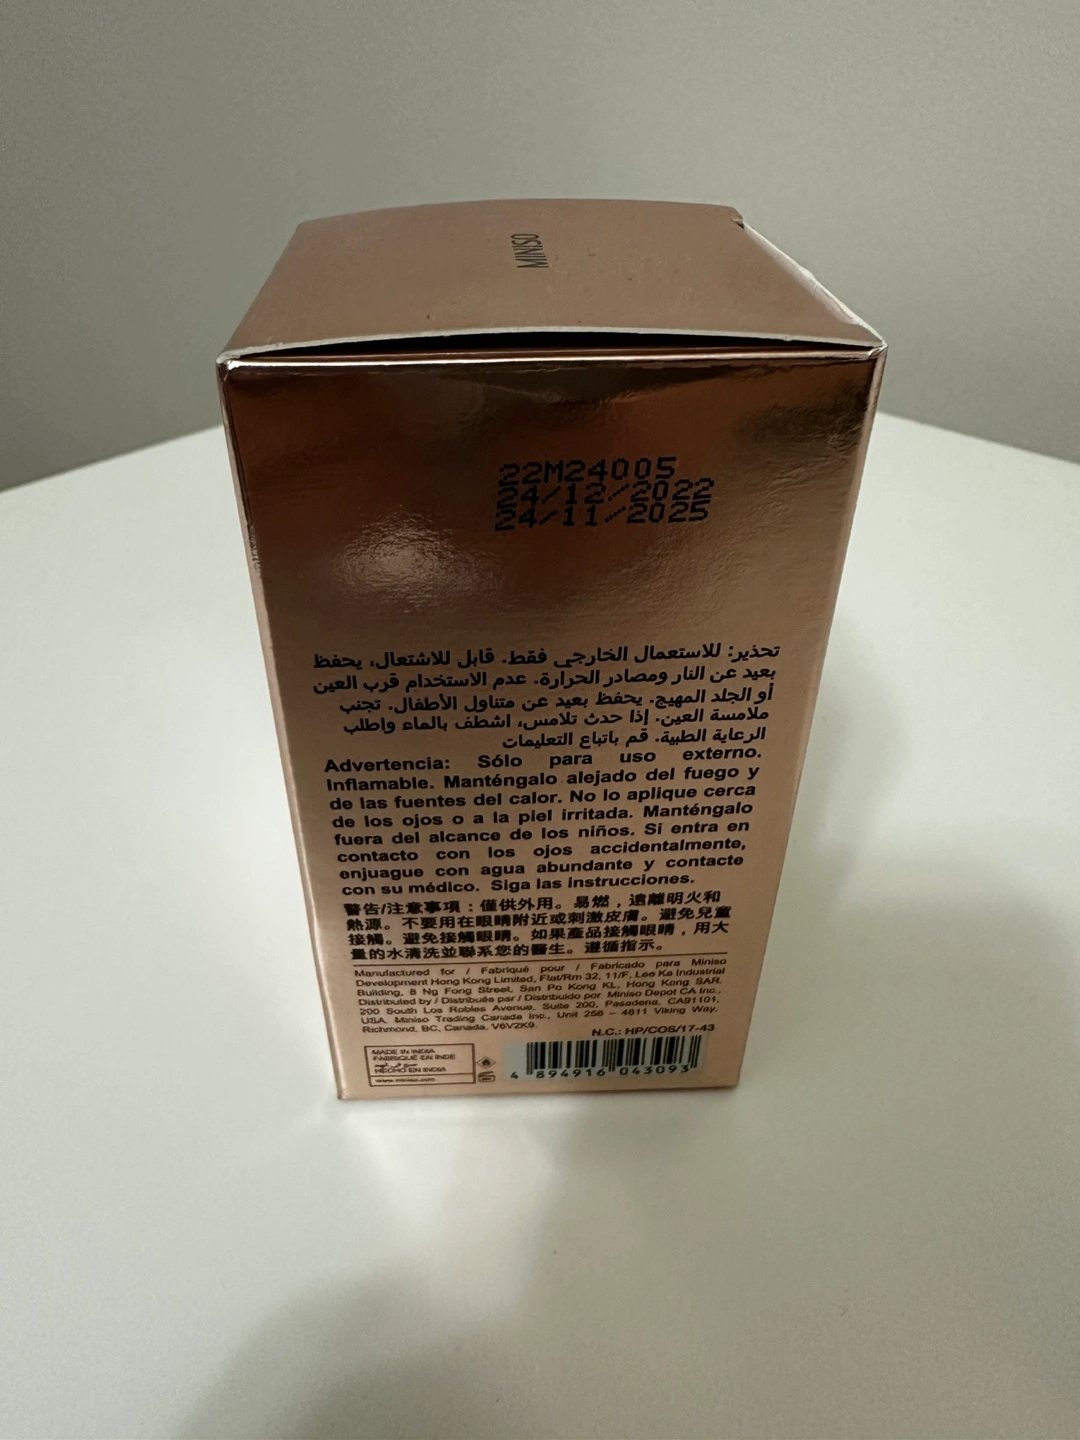 MINISO
22M24005
24/12/2022
24/11/2025
تحذير: للاستعمال الخارجي فقط. قابل للاشتعال، يحفظ
بعيد عن النار ومصادر الحرارة. عدم الاستخدام قرب العين
أو الجلد المهيج. يحفظ بعيد عن متناول الأطفال. تجنب
ملامسة العين. إذا حدث تلامس، اشطف بالماء واطلب
الرعاية الطبية. قم باتباع التعليمات
Advertencia: Sólo para uso externo.
Inflamable. Manténgalo alejado del fuego y
de las fuentes del calor. No lo aplique cerca
de los ojos o a la piel irritada. Manténgalo
fuera del alcance de los niños. Si entra en
contacto con los ojos accidentalmente,
enjuague con agua abundante y contacte
con su médico. Siga las instrucciones.
警告/注意事項：僅供外用。易燃，遠離明火和
熱源。不要用在眼睛附近或刺激皮膚。避免兒童
接觸。避免接觸眼睛。如果產品接觸眼睛，用大
量的水清洗並聯系您的醫生。遵循指示。
Manufactured for / Fabriqué pour / Fabricado para Miniso
Development Hong Kong Limited, Flat/Rm 32, 11/F, Lee Ka Industrial
Building, 8 Ng Fong Street, San Po Kong KL, Hong Kong SAR.
Distributed by / Distribués par / Distribuido por Miniso Depot CA Inc.,
200 South Los Robles Avenue, Suite 200, Pasadena, CA91101,
USA. Miniso Trading Canada Inc., Unit 256 – 4811 Viking Way,
Richmond, BC, Canada. V6V2K9.
N.C.: HP/COS/17-43
MADE IN INDIA
FABRIQUÉ EN INDE
صنع في الهند
HECHO EN INDIA
www.miniso.com
4 894916 043093